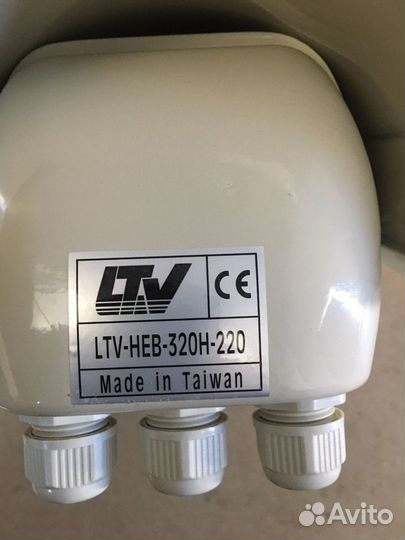 LTV
CE
LTV-HEB-320H-220
Made in Taiwan
Avito